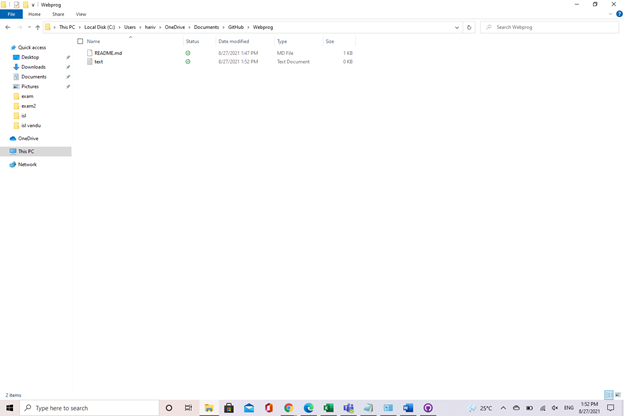 Webprog
File Home Share View
This PC > Local Disk (C:) > Users > hariv > OneDrive > Documents > GitHub > Webprog
Search Webprog
Name Status Date modified Type Size
README.md 8/27/2021 1:47 PM MD File 1 KB
text 8/27/2021 1:52 PM Text Document 0 KB
Quick access
Desktop
Downloads
Documents
Pictures
exam
exam2
isl
isl vendu
OneDrive
This PC
Network
2 items
Type here to search
25°C
ENG
1:52 PM
8/27/2021